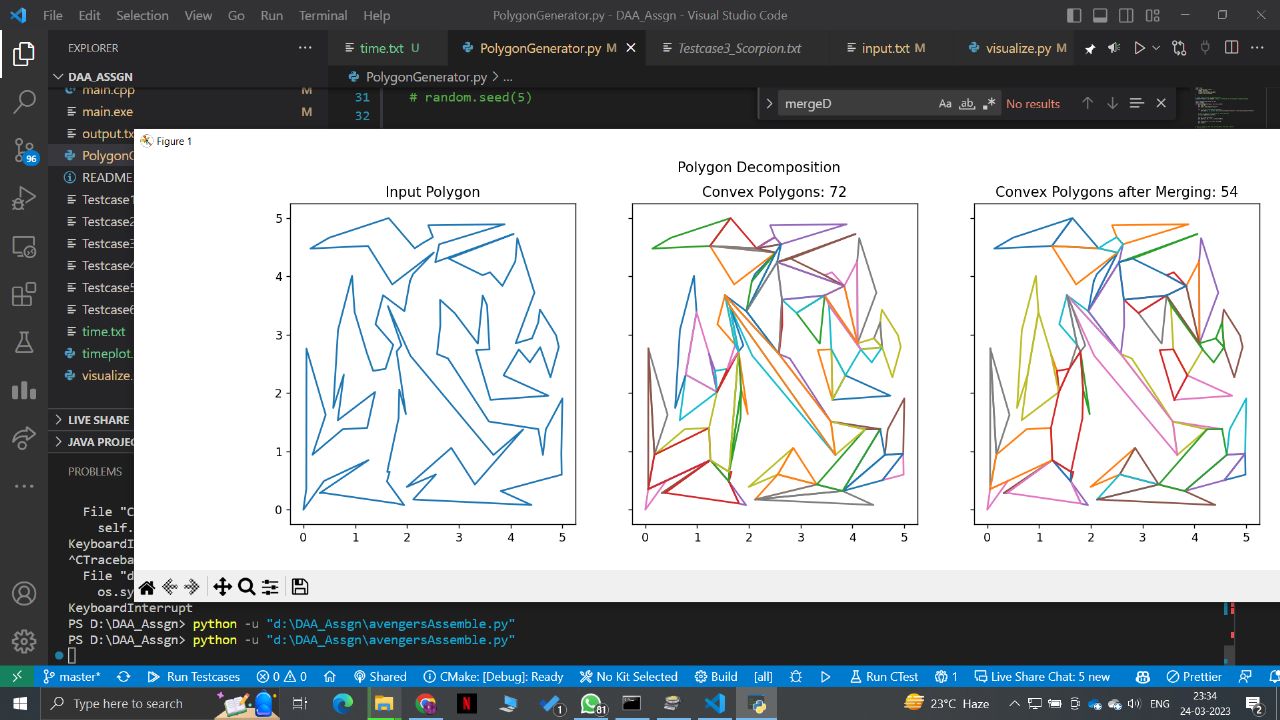 File Edit Selection View Go Run Terminal Help PolygonGenerator.py - DAA_Assgn - Visual Studio Code
EXPLORER
time.txt U PolygonGenerator.py M Testcase3_Scorpion.txt input.txt M visualize.py M
DAA_ASSGN
PolygonGenerator.py > ...
main.cpp M
31 # random.seed(5)
mergeD Aa ab No results
main.exe M
32
output.tx
Figure 1
PolygonG
README
Testcase1
Testcase2
Testcase3
Testcase4
Testcase5
Testcase6
time.txt
timeplot.
visualize.
LIVE SHARE
JAVA PROJEC
PROBLEMS
Polygon Decomposition
Input Polygon
5
4
3
2
1
0
0 1 2 3 4 5
Convex Polygons: 72
0 1 2 3 4 5
Convex Polygons after Merging: 54
0 1 2 3 4 5
File "C
self.
KeyboardI
^CTraceba
File "d
os.sy
KeyboardInterrupt
PS D:\DAA_Assgn> python -u "d:\DAA_Assgn\avengersAssemble.py"
PS D:\DAA_Assgn> python -u "d:\DAA_Assgn\avengersAssemble.py"
96
master* Run Testcases 0 0 Shared CMake: [Debug]: Ready No Kit Selected Build [all] Run CTest 1 Live Share Chat: 5 new Prettier
Type here to search 1 81 23°C Haze ENG 23:34 24-03-2023 2